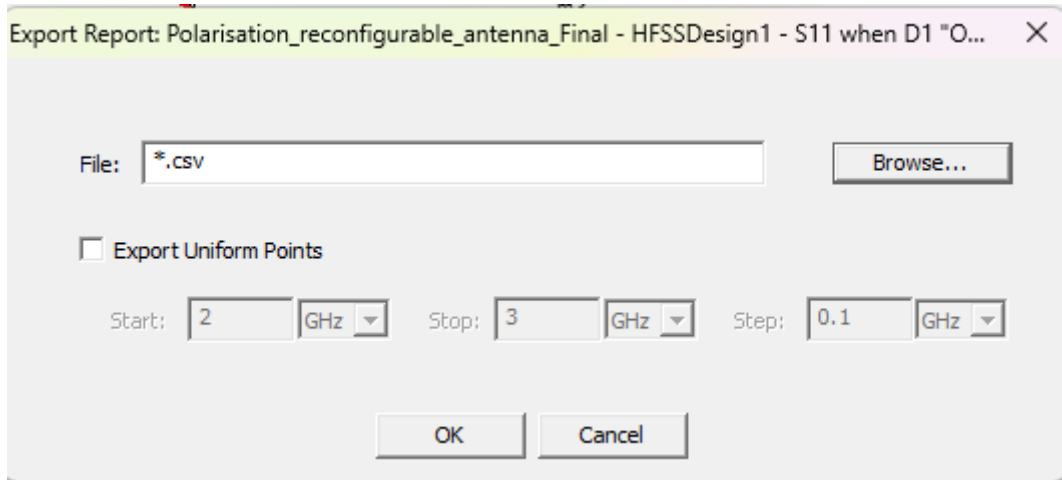 Export Report: Polarisation_reconfigurable_antenna_Final - HFSSDesign1 - S11 when D1 "O...
File: *.csv Browse...
Export Uniform Points
Start: 2 GHz Stop: 3 GHz Step: 0.1 GHz
OK Cancel